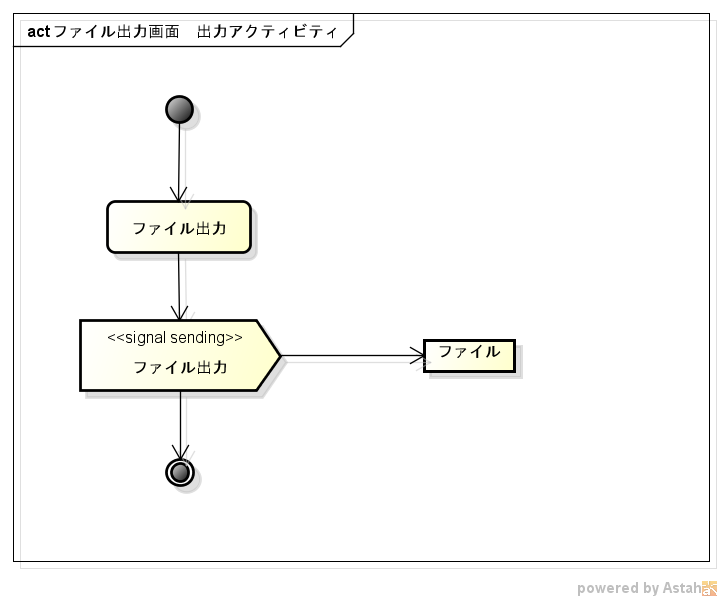 act ファイル出力画面　出力アクティビティ
ファイル出力
<<signal sending>>
ファイル出力
ファイル
powered by Astah